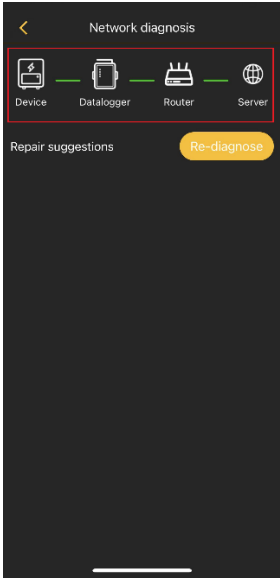 Network diagnosis
Device Datalogger Router Server
Repair suggestions Re-diagnose